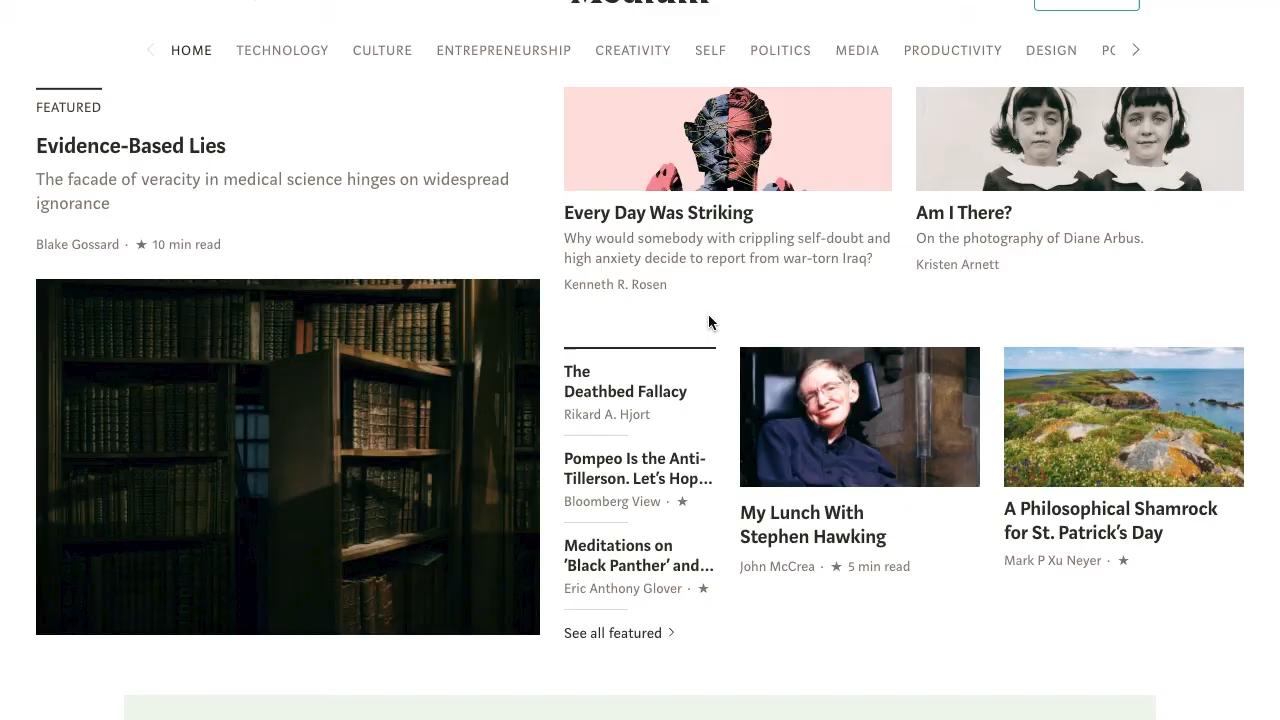 HOME TECHNOLOGY CULTURE ENTREPRENEURSHIP CREATIVITY SELF POLITICS MEDIA PRODUCTIVITY DESIGN
FEATURED
Evidence-Based Lies
The facade of veracity in medical science hinges on widespread
ignorance
Blake Gossard · ★ 10 min read
Every Day Was Striking
Why would somebody with crippling self-doubt and
high anxiety decide to report from war-torn Iraq?
Kenneth R. Rosen
Am I There?
On the photography of Diane Arbus.
Kristen Arnett
The
Deathbed Fallacy
Rikard A. Hjort
Pompeo Is the Anti-
Tillerson. Let's Hop...
Bloomberg View · ★
Meditations on
'Black Panther' and...
Eric Anthony Glover · ★
See all featured
My Lunch With
Stephen Hawking
John McCrea · ★ 5 min read
A Philosophical Shamrock
for St. Patrick's Day
Mark P Xu Neyer · ★